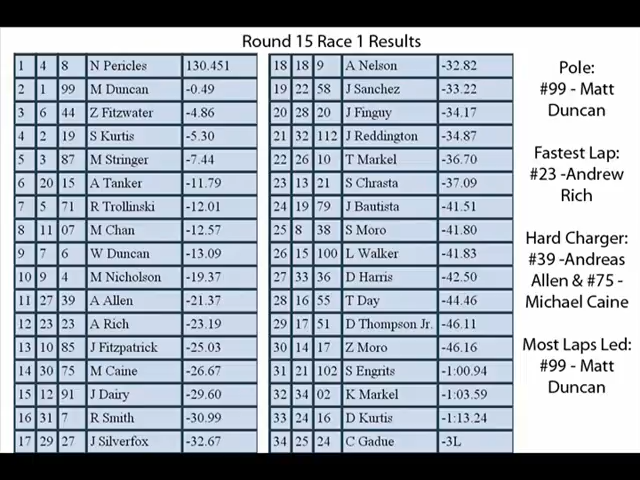 Round 15 Race 1 Results
1 4 8 N Pericles 130.451
2 1 99 M Duncan -0.49
3 6 44 Z Fitzwater -4.86
4 2 19 S Kurtis -5.30
5 3 87 M Stringer -7.44
6 20 15 A Tanker -11.79
7 5 71 R Trollinski -12.01
8 11 07 M Chan -12.57
9 7 6 W Duncan -13.09
10 9 4 M Nicholson -19.37
11 27 39 A Allen -21.37
12 23 23 A Rich -23.19
13 10 85 J Fitzpatrick -25.03
14 30 75 M Caine -26.67
15 12 91 J Dairy -29.60
16 31 7 R Smith -30.99
17 29 27 J Silverfox -32.67
18 18 9 A Nelson -32.82
19 22 58 J Sanchez -33.22
20 28 20 J Finguy -34.17
21 32 112 J Reddington -34.87
22 26 10 T Markel -36.70
23 13 21 S Chrasta -37.09
24 19 79 J Bautista -41.51
25 8 38 S Moro -41.80
26 15 100 L Walker -41.83
27 33 36 D Harris -42.50
28 16 55 T Day -44.46
29 17 51 D Thompson Jr. -46.11
30 14 17 Z Moro -46.16
31 21 102 S Engrits -1:00.94
32 34 02 K Markel -1:03.59
33 24 16 D Kurtis -1:13.24
34 25 24 C Gadue -3L
Pole:
#99 - Matt
Duncan
Fastest Lap:
#23 -Andrew
Rich
Hard Charger:
#39 -Andreas
Allen & #75 -
Michael Caine
Most Laps Led:
#99 - Matt
Duncan